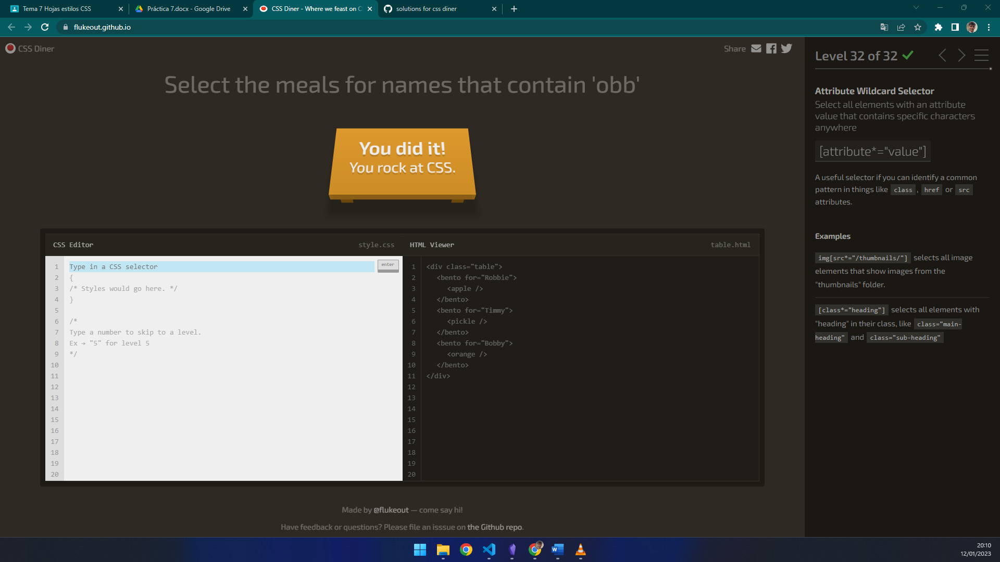 Tema 7 Hojas estilos CSS
Práctica 7.docx - Google Drive
CSS Diner - Where we feast on C
solutions for css diner
flukeout.github.io
CSS Diner
Share
Select the meals for names that contain 'obb'
You did it!
You rock at CSS.
CSS Editor
style.css
HTML Viewer
table.html
1
2
3
4
5
6
7
8
9
10
11
12
13
14
15
16
17
18
19
20
Type in a CSS selector
enter
{
/* Styles would go here. */
}
/*
Type a number to skip to a level.
Ex → "5" for level 5
*/
1
2
3
4
5
6
7
8
9
10
11
12
13
14
15
16
17
18
19
20
<div class="table">
<bento for="Robbie">
<apple />
</bento>
<bento for="Timmy">
<pickle />
</bento>
<bento for="Bobby">
<orange />
</bento>
</div>
Made by @flukeout — come say hi!
Have feedback or questions? Please file an isssue on the Github repo.
Level 32 of 32
Attribute Wildcard Selector
Select all elements with an attribute
value that contains specific characters
anywhere
[attribute*="value"]
A useful selector if you can identify a common
pattern in things like class , href or src
attributes.
Examples
img[src*="/thumbnails/"] selects all image
elements that show images from the
"thumbnails" folder.
[class*="heading"] selects all elements with
"heading" in their class, like class="main-
heading" and class="sub-heading"
20:10
12/01/2023